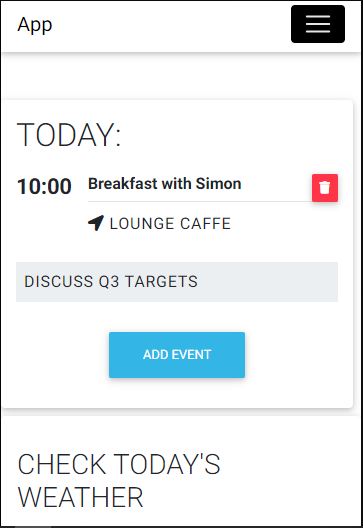 App
TODAY:
10:00 Breakfast with Simon
LOUNGE CAFFE
DISCUSS Q3 TARGETS
ADD EVENT
CHECK TODAY'S
WEATHER